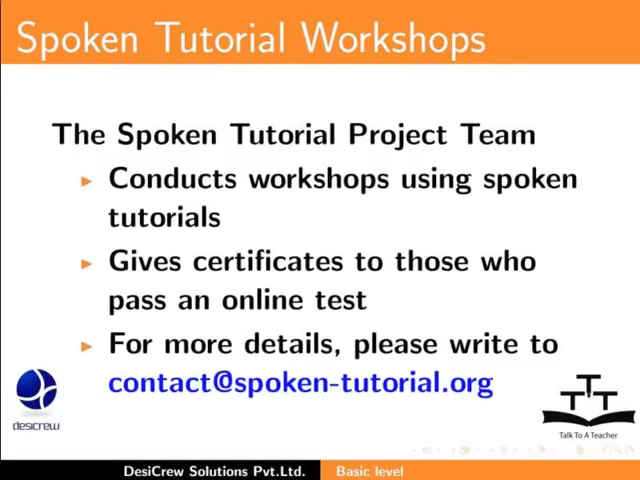 Spoken Tutorial Workshops
The Spoken Tutorial Project Team
Conducts workshops using spoken
tutorials
Gives certificates to those who
pass an online test
For more details, please write to
contact@spoken-tutorial.org
desicrew
TTT
Talk To A Teacher
DesiCrew Solutions Pvt.Ltd. Basic level